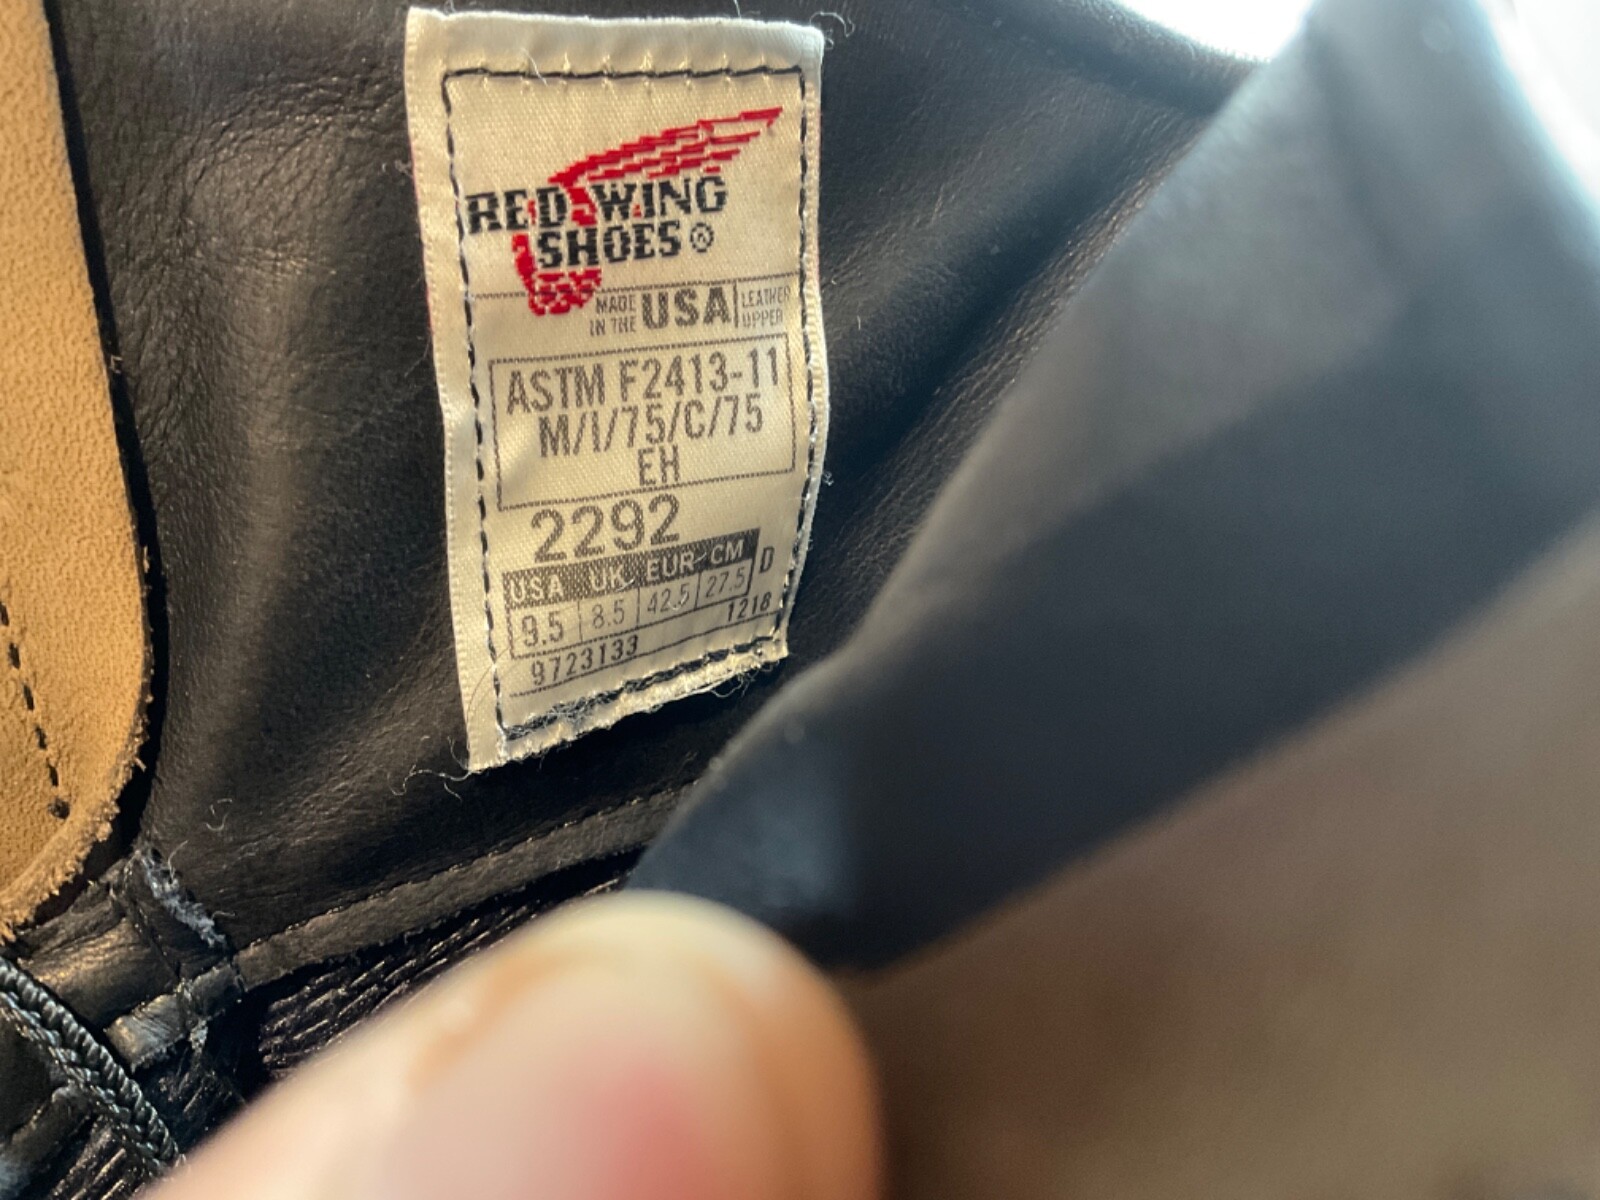 RED WING
SHOES®
MADE IN THE USA LEATHER UPPER
ASTM F2413-11
M/I/75/C/75
EH
2292
USA UK EUR CM D
9.5 8.5 42.5 27.5
1218
9723133